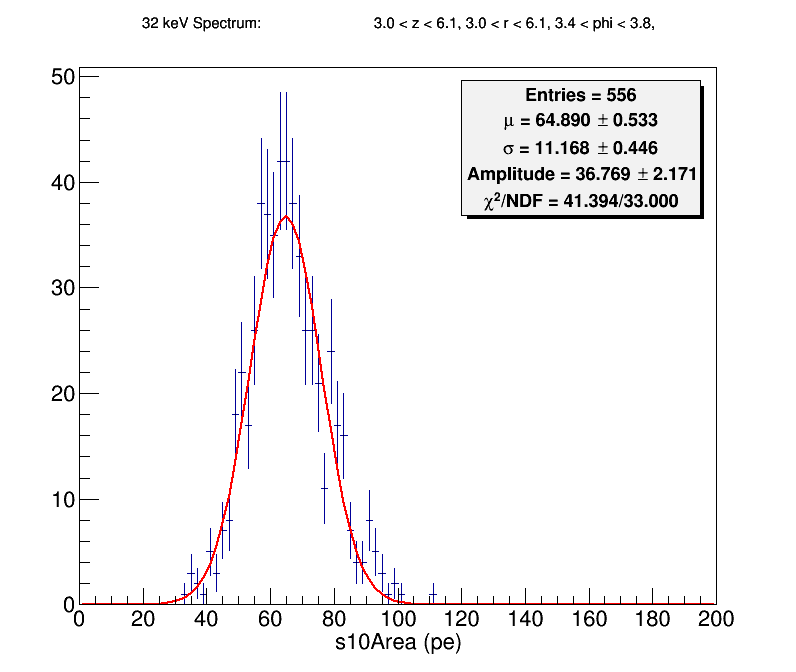 32 keV Spectrum: 3.0 < z < 6.1, 3.0 < r < 6.1, 3.4 < phi < 3.8,
Entries = 556
μ = 64.890 ± 0.533
σ = 11.168 ± 0.446
Amplitude = 36.769 ± 2.171
χ²/NDF = 41.394/33.000
50
40
30
20
10
0
0 20 40 60 80 100 120 140 160 180 200
s10Area (pe)